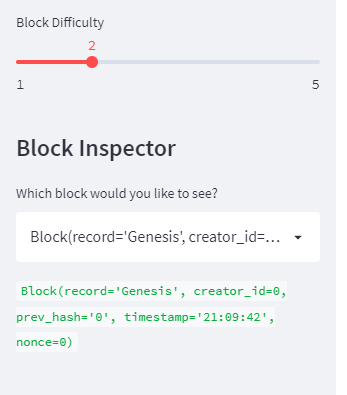 Block Difficulty
2
1 5
Block Inspector
Which block would you like to see?
Block(record='Genesis', creator_id=...
Block(record='Genesis', creator_id=0,
prev_hash='0', timestamp='21:09:42',
nonce=0)